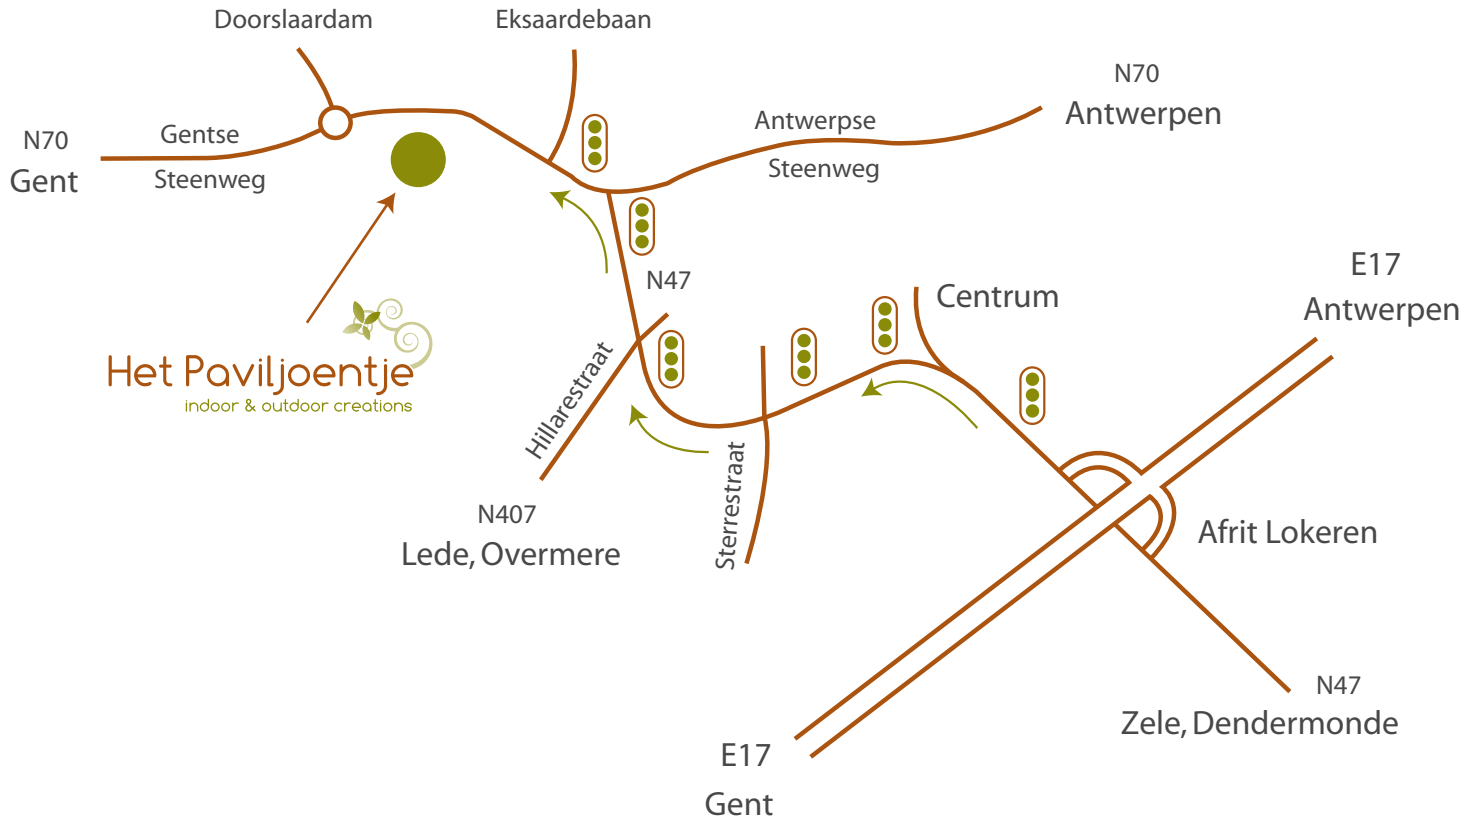 Doorslaardam
Eksaardebaan
N70
Antwerpen
Antwerpse
Steenweg
N70
Gent
Gentse
Steenweg
N47
E17
Antwerpen
Centrum
Het Paviljoentje
indoor & outdoor creations
Hillarestraat
Sterrestraat
N407
Lede, Overmere
Afrit Lokeren
N47
Zele, Dendermonde
E17
Gent